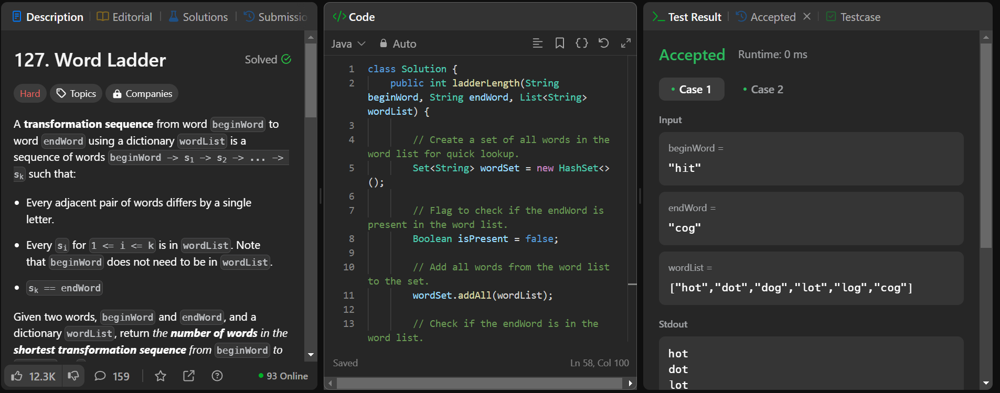 Description
Editorial
Solutions
Submissio
127. Word Ladder
Solved
Hard
Topics
Companies
A transformation sequence from word beginWord to
word endWord using a dictionary wordList is a
sequence of words beginWord -> s1 -> s2 -> ... ->
sk such that:
• Every adjacent pair of words differs by a single
letter.
• Every si for 1 <= i <= k is in wordList. Note
that beginWord does not need to be in wordList.
• sk == endWord
Given two words, beginWord and endWord, and a
dictionary wordList, return the number of words in the
shortest transformation sequence from beginWord to
12.3K
159
93 Online
</> Code
Java
Auto
1 class Solution {
2 public int ladderLength(String
beginWord, String endWord, List<String>
wordList) {
3
4 // Create a set of all words in the
word list for quick lookup.
5 Set<String> wordSet = new HashSet<>
();
6
7 // Flag to check if the endWord is
present in the word list.
8 Boolean isPresent = false;
9
10 // Add all words from the word list
to the set.
11 wordSet.addAll(wordList);
12
13 // Check if the endWord is in the
word list.
Saved
Ln 58, Col 100
Test Result
Accepted
Testcase
Accepted
Runtime: 0 ms
• Case 1
• Case 2
Input
beginWord =
"hit"
endWord =
"cog"
wordList =
["hot","dot","dog","lot","log","cog"]
Stdout
hot
dot
lot